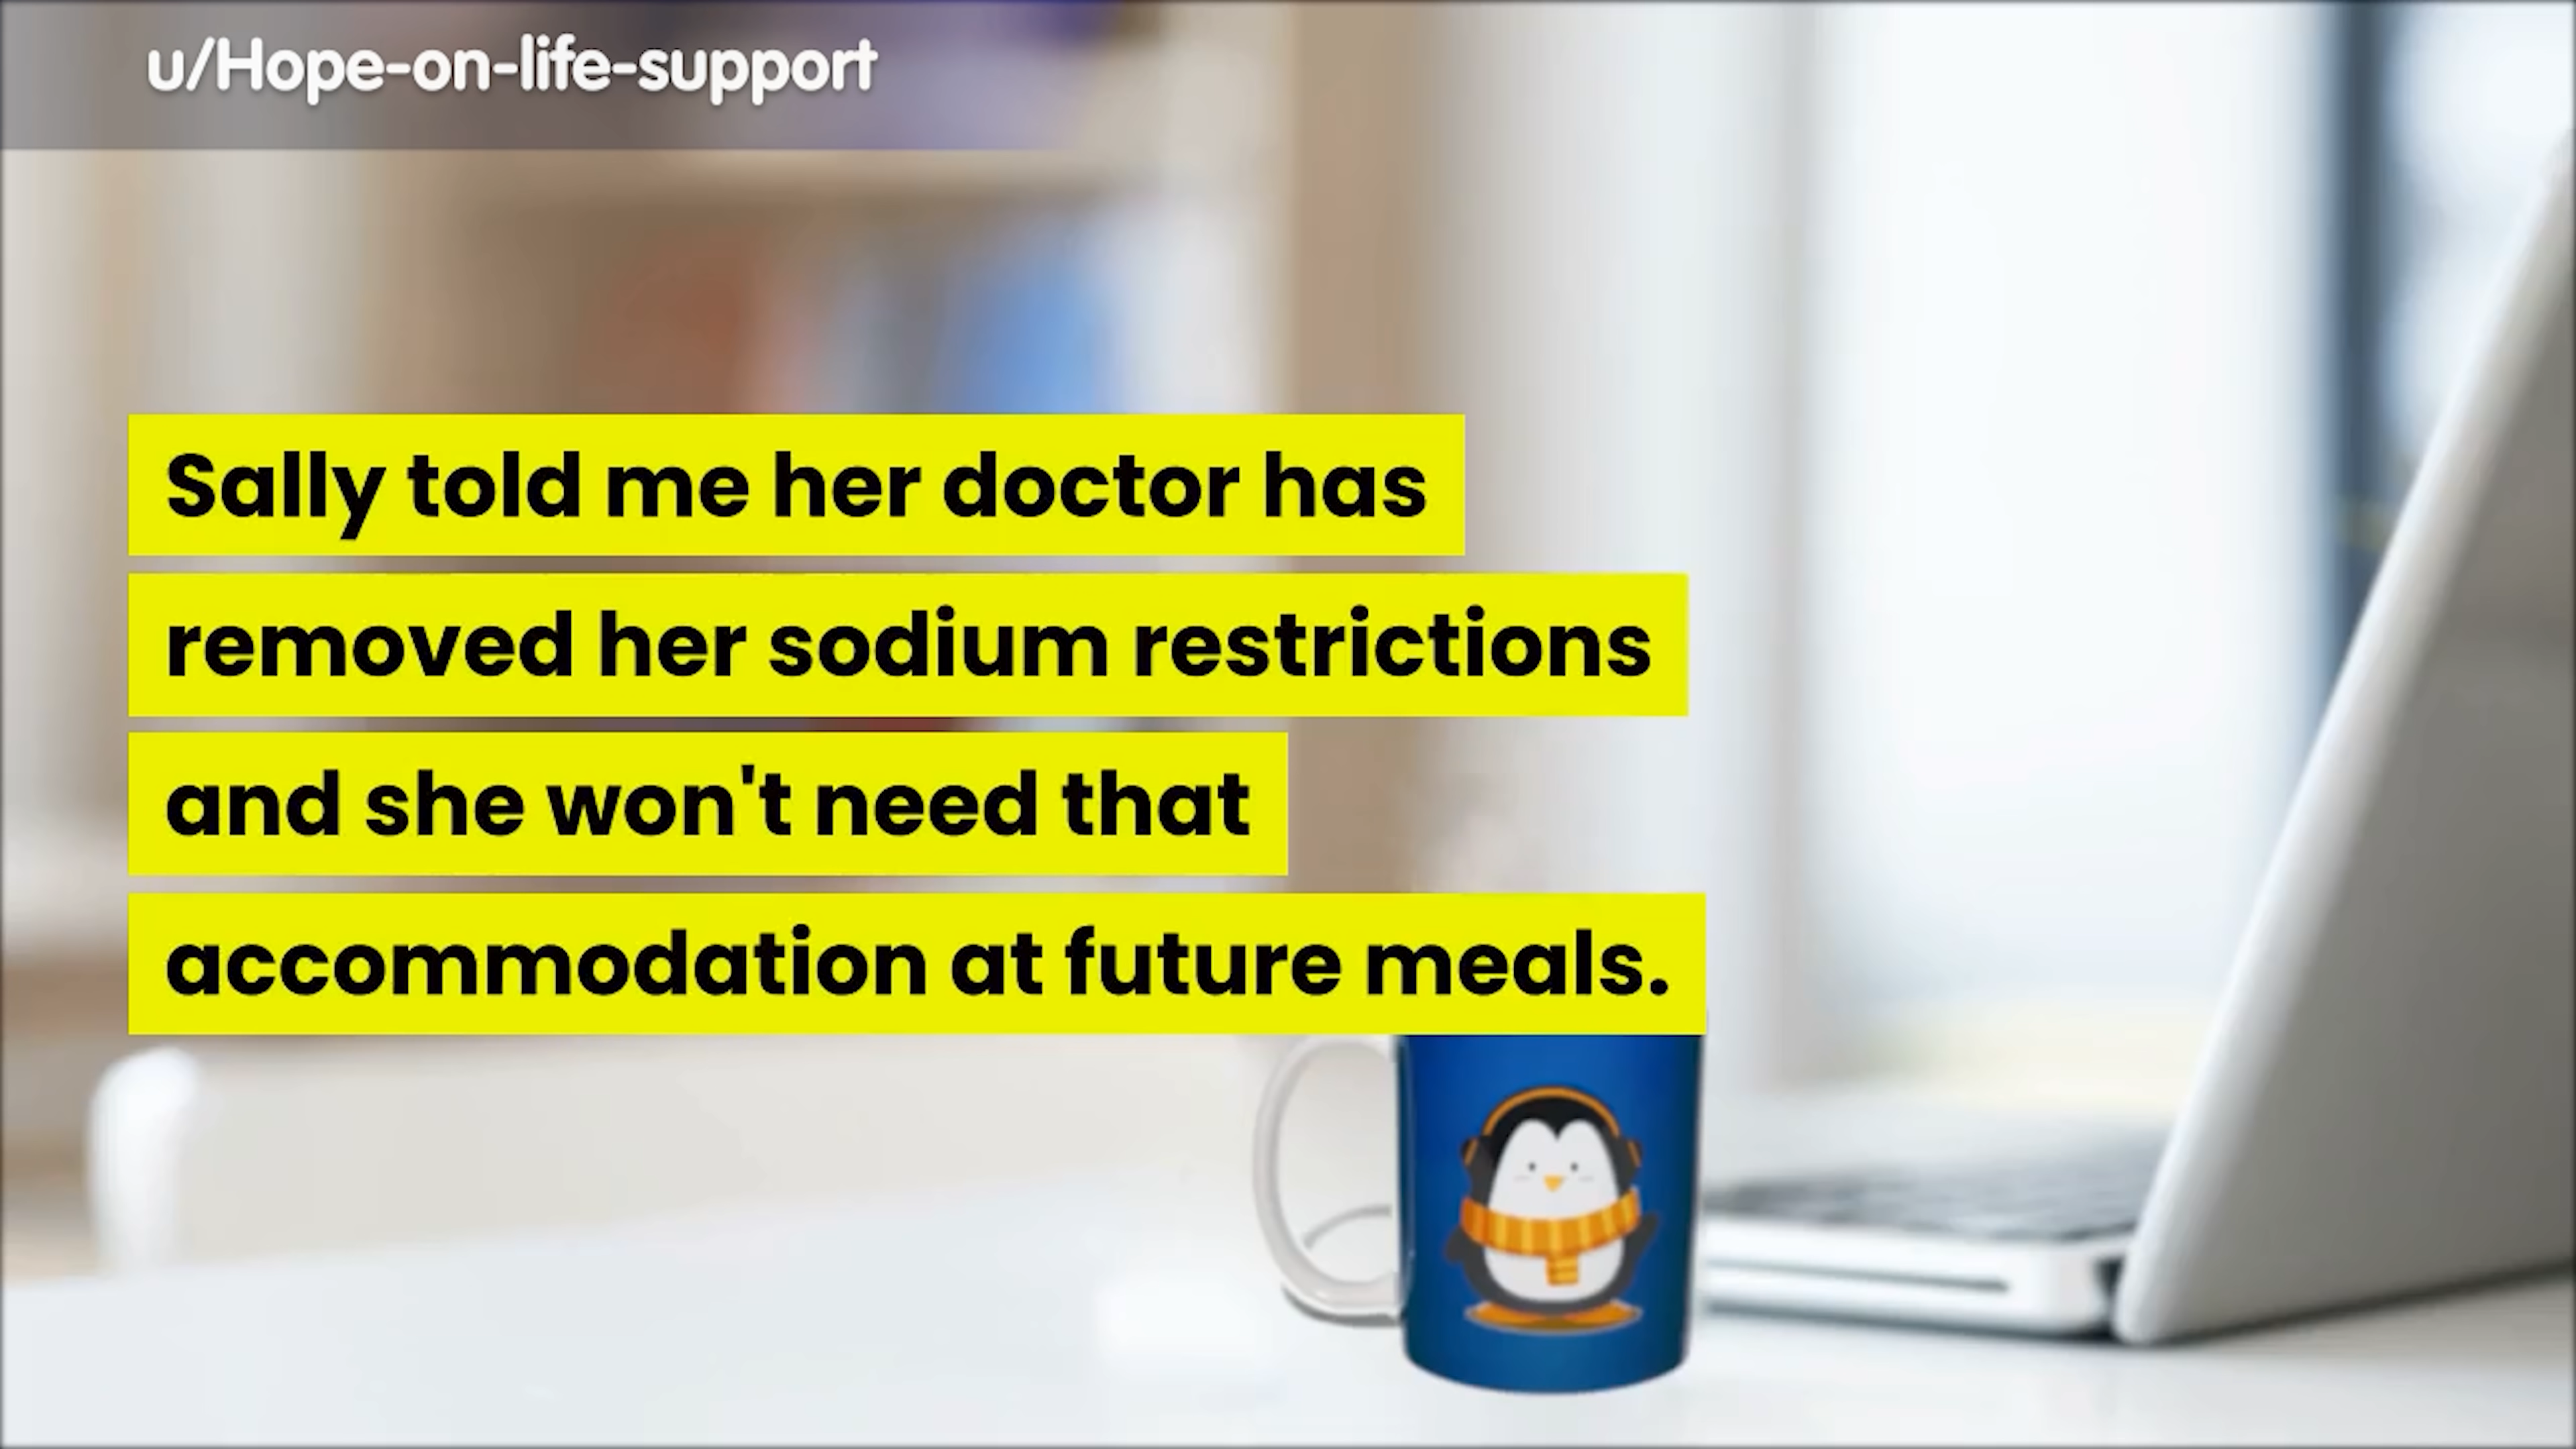 u/Hope-on-life-support
Sally told me her doctor has
removed her sodium restrictions
and she won't need that
accommodation at future meals.